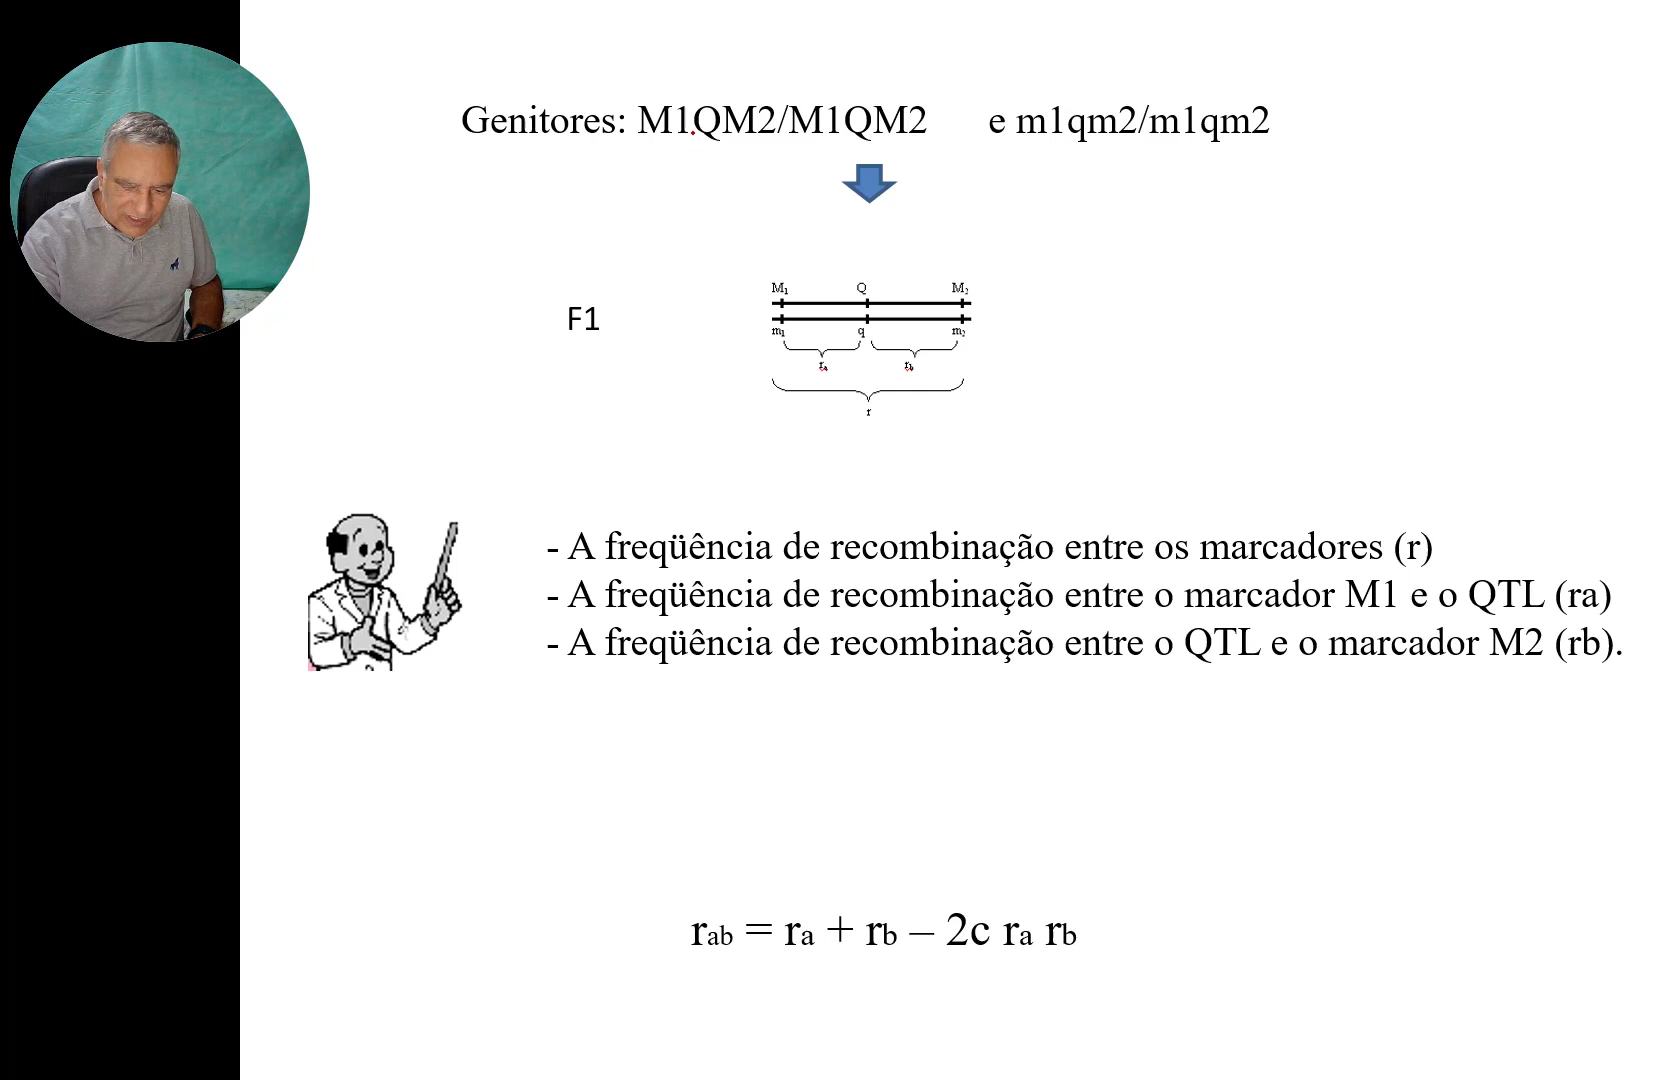 Genitores: M1QM2/M1QM2 e m1qm2/m1qm2
F1
M1 Q M2
m1 q m2
ra rb
r
- A freqüência de recombinação entre os marcadores (r)
- A freqüência de recombinação entre o marcador M1 e o QTL (ra)
- A freqüência de recombinação entre o QTL e o marcador M2 (rb).
rab = ra + rb – 2c ra rb